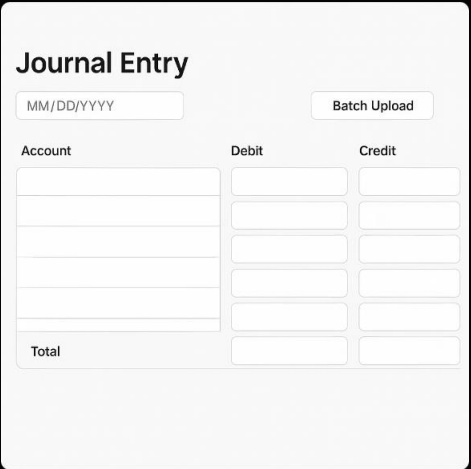 Journal Entry
MM/DD/YYYY
Batch Upload
Account Debit Credit
Total